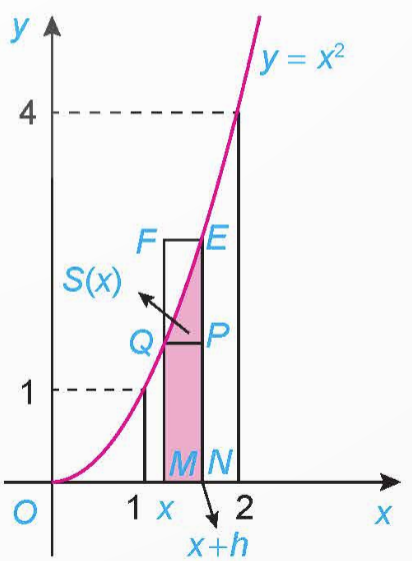 y
y = x²
4
F E
S(x)
Q P
1
M N
O 1 x 2 x
x+h